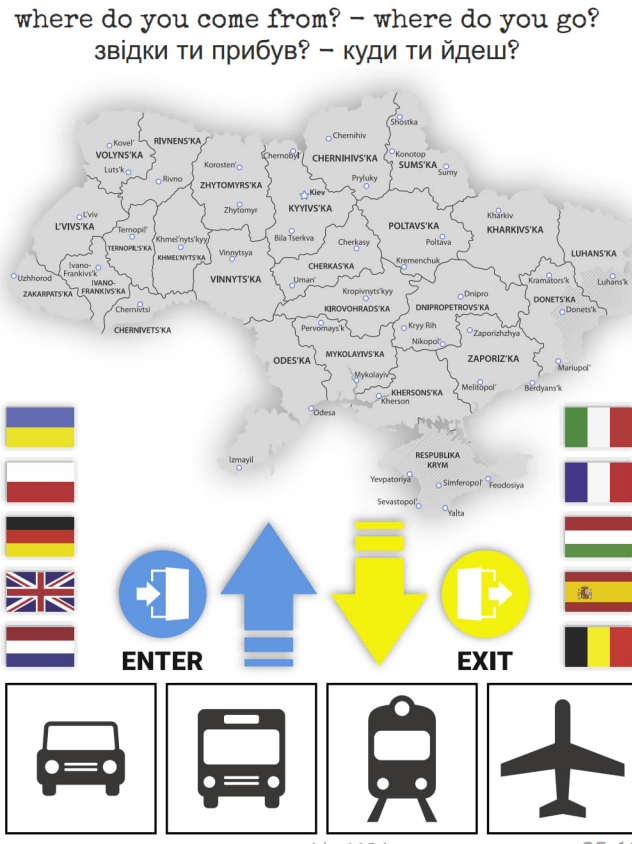 where do you come from? – where do you go?
звідки ти прибув? – куди ти йдеш?
Shostka
Chernihiv
Kovel'
RIVNENS'KA
VOLYNS'KA
Chernobyl'
CHERNIHIVS'KA
Konotop
SUMS'KA
Korosten'
Luts'k
Sumy
Rivno
ZHYTOMYRS'KA
Pryluky
Kiev
Zhytomyr
KYYIVS'KA
L'viv
Kharkiv
L'VIVS'KA
POLTAVS'KA
KHARKIVS'KA
Ternopil'
Khmel'nyts'kyy
Bila Tserkva
Cherkasy
Poltava
TERNOPIL'S'KA
Vinnytsya
LUHANS'KA
KHMEL'NYTS'KA
Kremenchuk
Ivano-
Frankivs'k
CHERKAS'KA
Uzhhorod
VINNYTS'KA
Uman'
Kramators'k
Luhans'k
ZAKARPATS'KA
IVANO-
FRANKIVS'KA
Kropivnyts'kyy
Dnipro
DONETS'KA
Chernivtsi
KIROVOHRADS'KA
DNIPROPETROVS'KA
Donets'k
CHERNIVETS'KA
Pervomays'k
Kryy Rih
Zaporizhzhya
Nikopol'
ODES'KA
MYKOLAYIVS'KA
ZAPORIZ'KA
Mariupol'
Mykolayiv
Melitopol'
Berdyans'k
KHERSONS'KA
Kherson
Odesa
Izmayil
RESPUBLIKA
KRYM
Yevpatoriya
Simferopol'
Feodosiya
Sevastopol'
Yalta
ENTER
EXIT